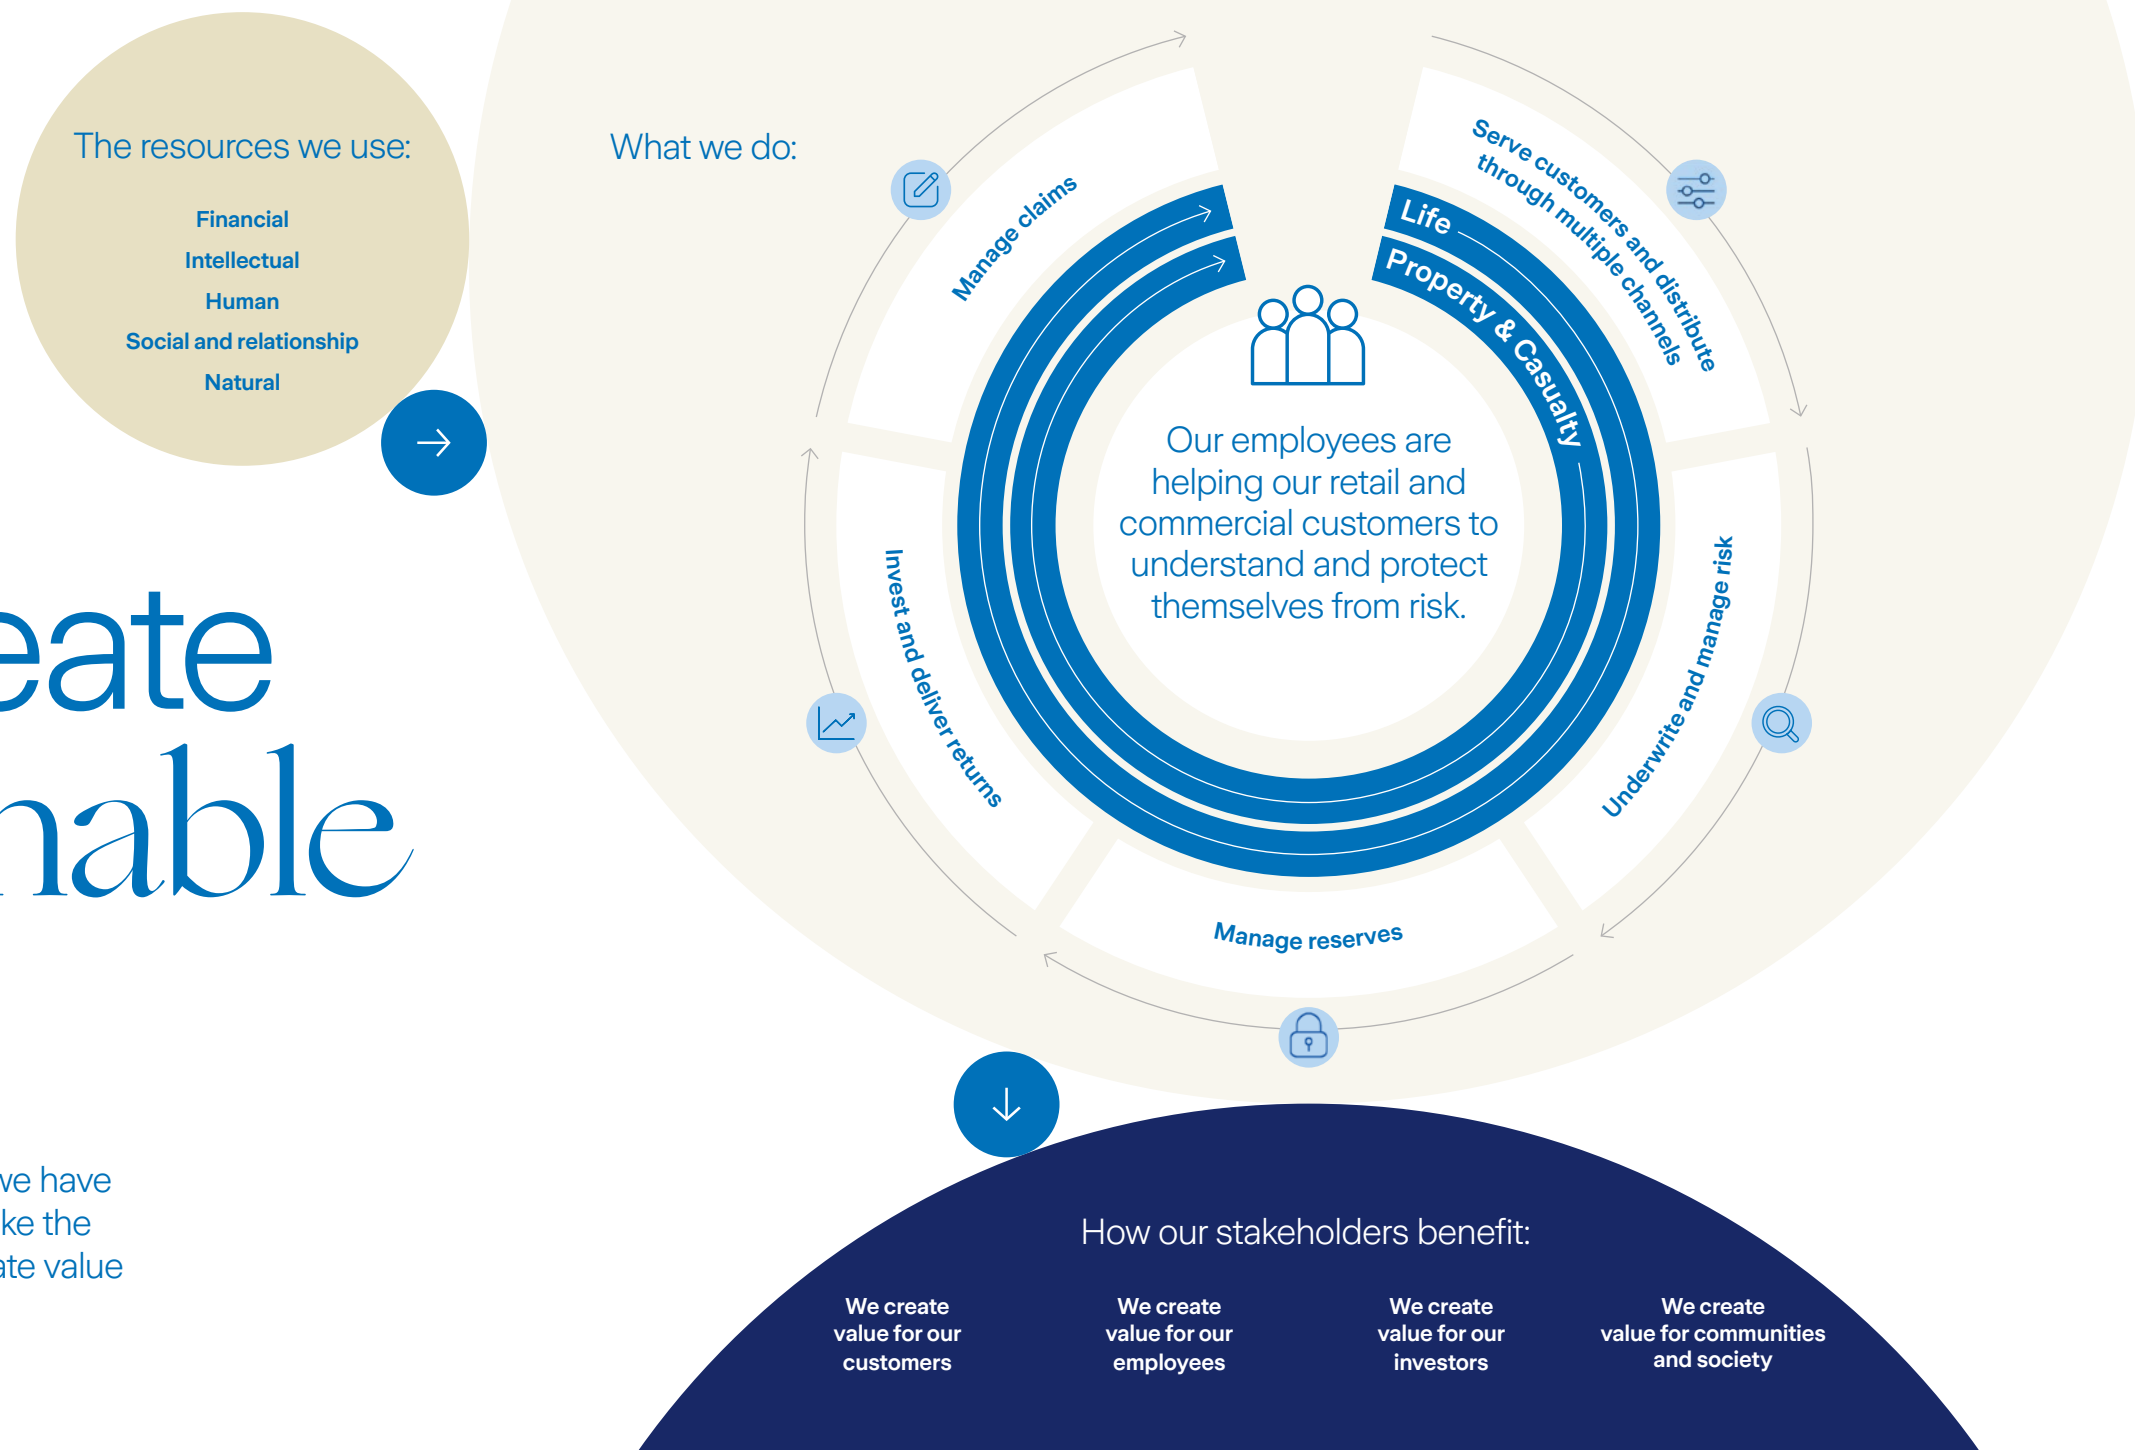 The resources we use:
Financial
Intellectual
Human
Social and relationship
Natural
eate
nable
we have
ke the
ate value
What we do:
Serve customers and distribute
through multiple channels
Underwrite and manage risk
Manage reserves
Invest and deliver returns
Manage claims
Life
Property & Casualty
Our employees are
helping our retail and
commercial customers to
understand and protect
themselves from risk.
How our stakeholders benefit:
We create
value for our
customers
We create
value for our
employees
We create
value for our
investors
We create
value for communities
and society